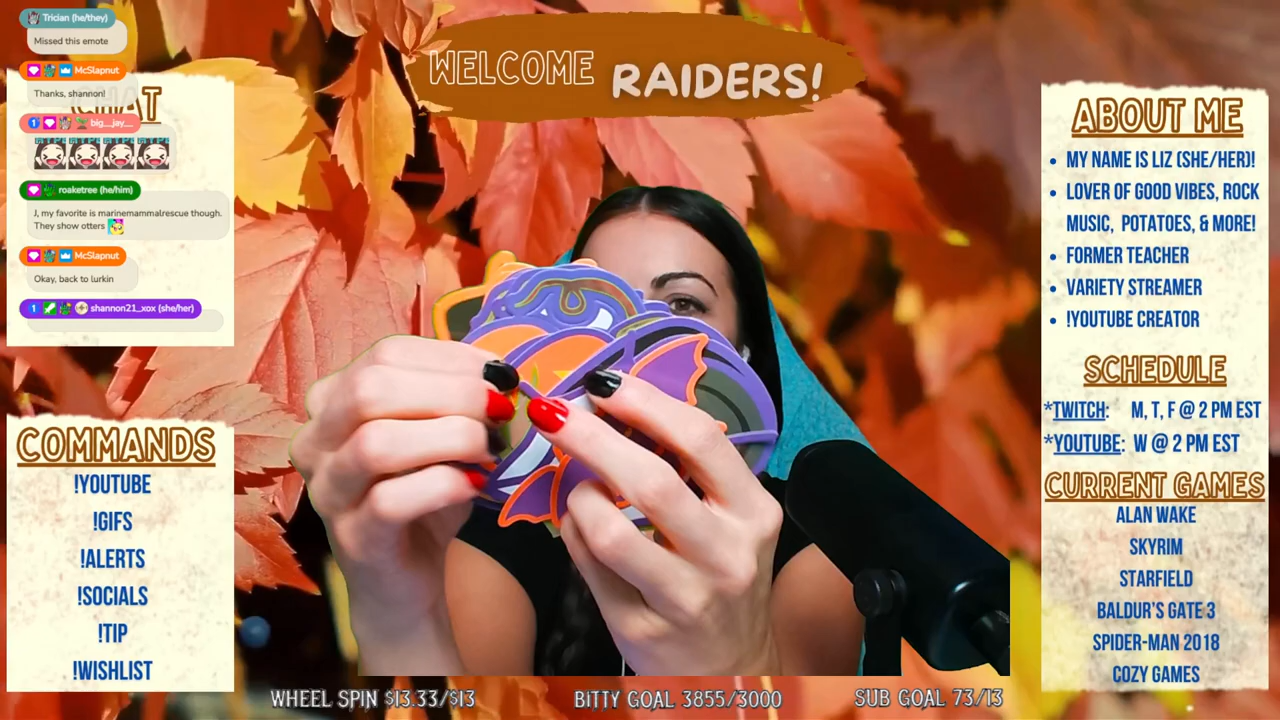 Trician (he/they)
Missed this emote
McSlapnut
Thanks, shannon!
big__jay__
roaketree (he/him)
J, my favorite is marinemammalrescue though.
They show otters
McSlapnut
Okay, back to lurkin
1 shannon21_xox (she/her)
COMMANDS
!YOUTUBE
!GIFS
!ALERTS
!SOCIALS
!TIP
!WISHLIST
WELCOME RAIDERS!
ABOUT ME
• MY NAME IS LIZ (SHE/HER)!
• LOVER OF GOOD VIBES, ROCK
MUSIC, POTATOES, & MORE!
• FORMER TEACHER
• VARIETY STREAMER
• !YOUTUBE CREATOR
SCHEDULE
*TWITCH: M, T, F @ 2 PM EST
*YOUTUBE: W @ 2 PM EST
CURRENT GAMES
ALAN WAKE
SKYRIM
STARFIELD
BALDUR'S GATE 3
SPIDER-MAN 2018
COZY GAMES
WHEEL SPIN $13.33/$13
BITTY GOAL 3855/3000
SUB GOAL 73/13